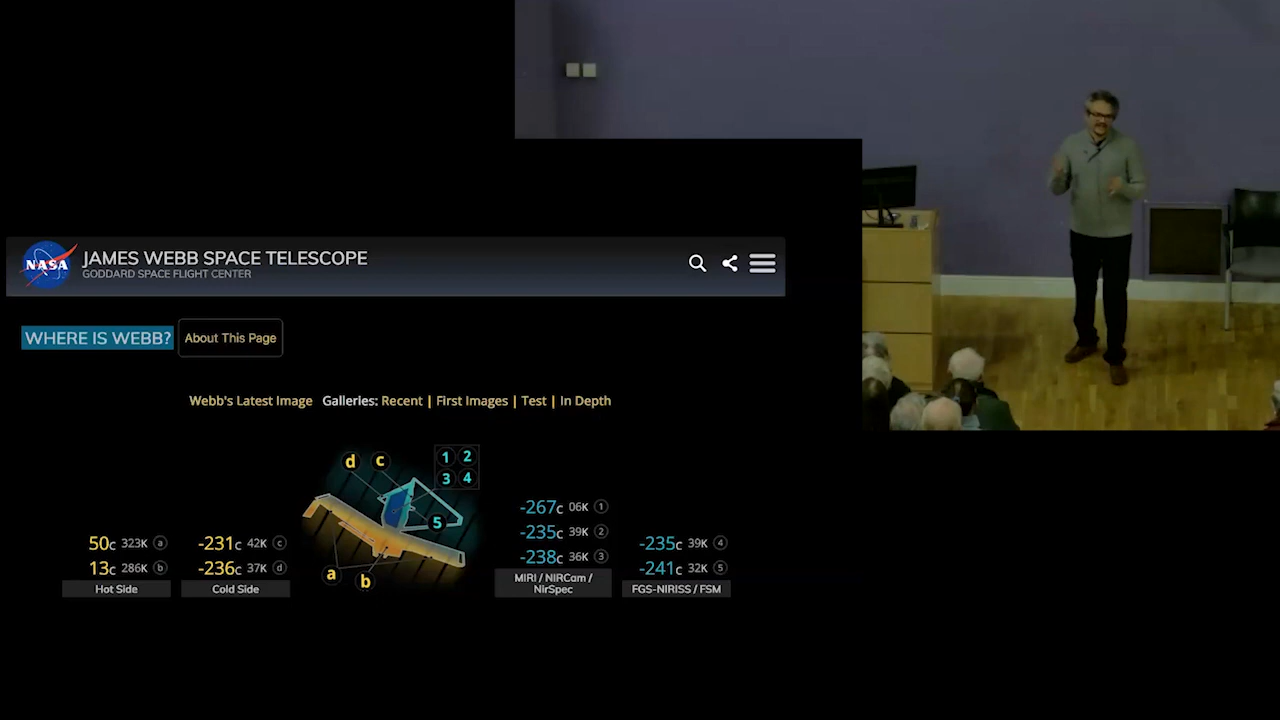 NASA
JAMES WEBB SPACE TELESCOPE
GODDARD SPACE FLIGHT CENTER
WHERE IS WEBB? About This Page
Webb's Latest Image Galleries: Recent | First Images | Test | In Depth
d c 1 2
3 4
5
a b
50c 323K a
13c 286K b
Hot Side
-231c 42K c
-236c 37K d
Cold Side
-267c 06K 1
-235c 39K 2
-238c 36K 3
MIRI / NIRCam /
NirSpec
-235c 39K 4
-241c 32K 5
FGS-NIRISS / FSM